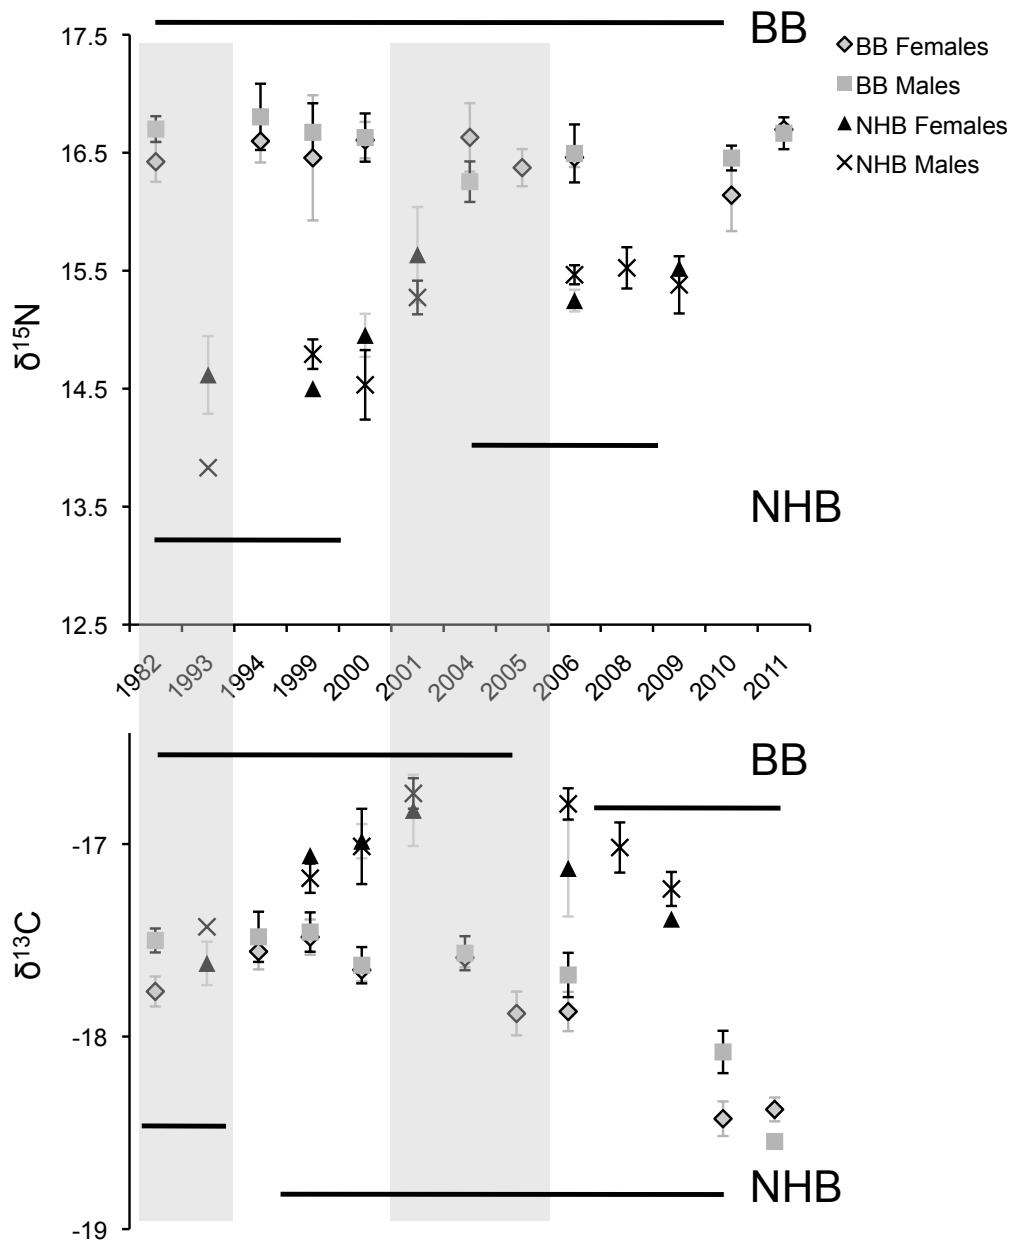 BB
17.5
BB Females
BB Males
NHB Females
NHB Males
16.5
15.5
δ15N
14.5
NHB
13.5
12.5
1982 1993 1994 1999 2000 2001 2004 2005 2006 2008 2009 2010 2011
BB
-17
δ13C
-18
NHB
-19